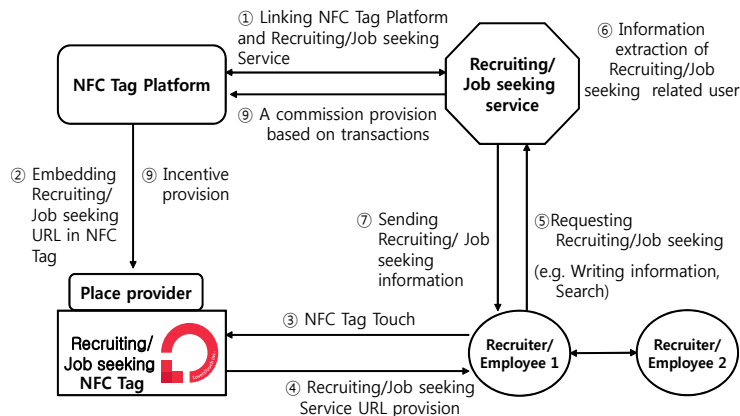 ① Linking NFC Tag Platform
and Recruiting/Job seeking
Service
⑥ Information
extraction of
Recruiting/Job
seeking related user
NFC Tag Platform
Recruiting/
Job seeking
service
⑨ A commission provision
based on transactions
② Embedding
Recruiting/
Job seeking
URL in NFC
Tag
⑨ Incentive
provision
⑦ Sending
Recruiting/ Job
seeking
information
⑤Requesting
Recruiting/Job seeking
(e.g. Writing information,
Search)
Place provider
Recruiting/
Job seeking
NFC Tag
③ NFC Tag Touch
④ Recruiting/Job seeking
Service URL provision
Recruiter/
Employee 1
Recruiter/
Employee 2